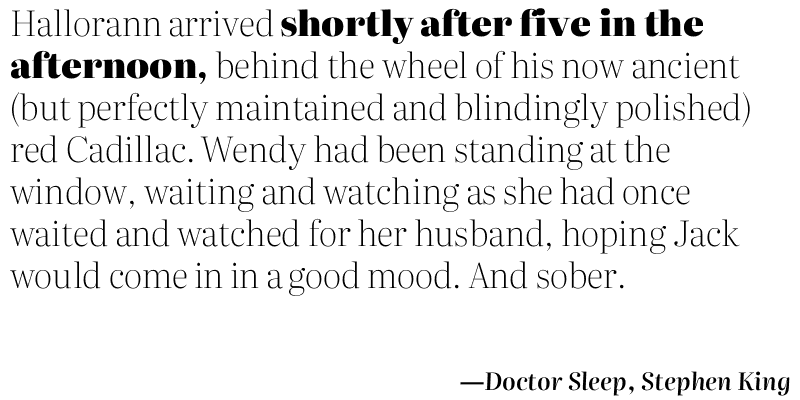 Hallorann arrived shortly after five in the
afternoon, behind the wheel of his now ancient
(but perfectly maintained and blindingly polished)
red Cadillac. Wendy had been standing at the
window, waiting and watching as she had once
waited and watched for her husband, hoping Jack
would come in in a good mood. And sober.
—Doctor Sleep, Stephen King